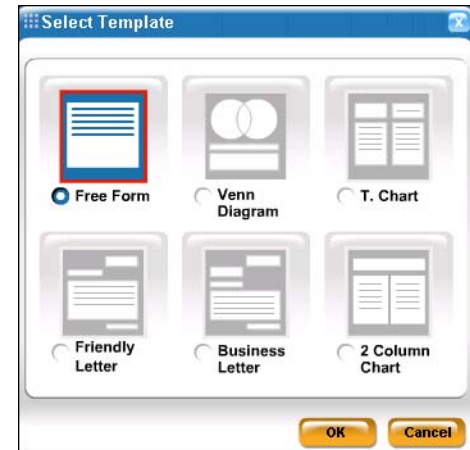 Select Template
Free Form
Venn
Diagram
T. Chart
Friendly
Letter
Business
Letter
2 Column
Chart
OK
Cancel